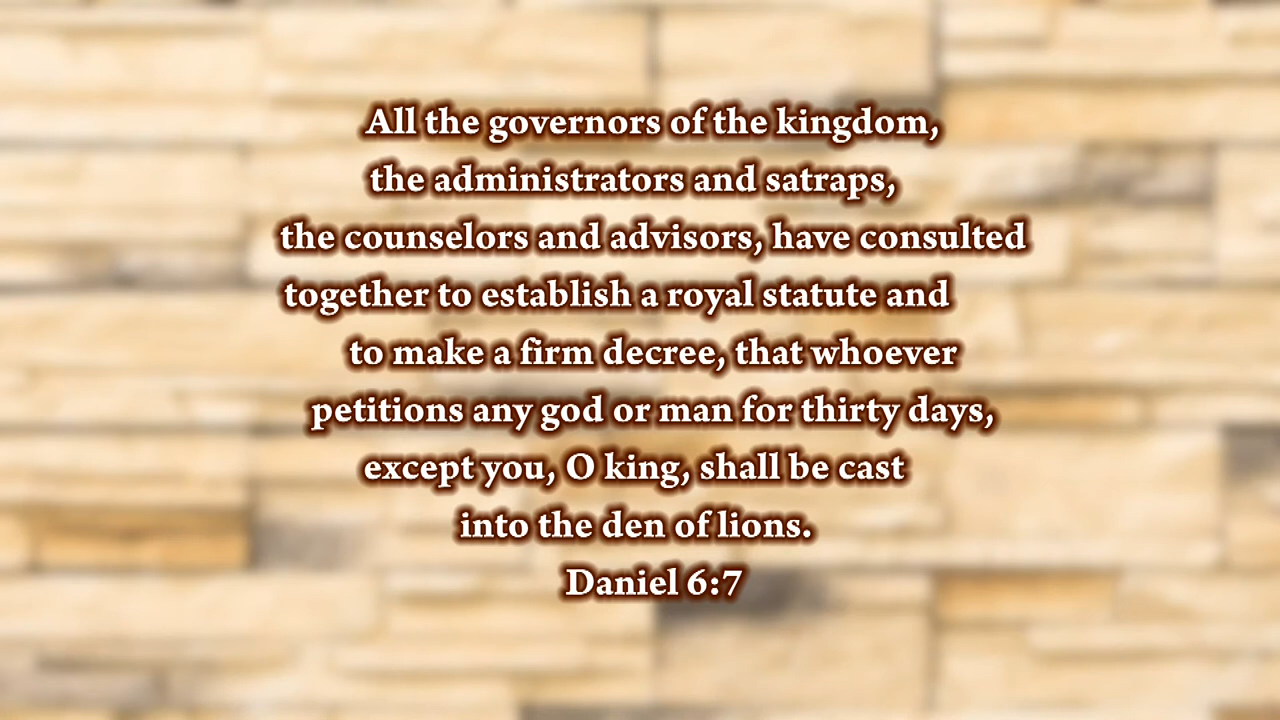 All the governors of the kingdom,
the administrators and satraps,
the counselors and advisors, have consulted
together to establish a royal statute and
to make a firm decree, that whoever
petitions any god or man for thirty days,
except you, O king, shall be cast
into the den of lions.
Daniel 6:7